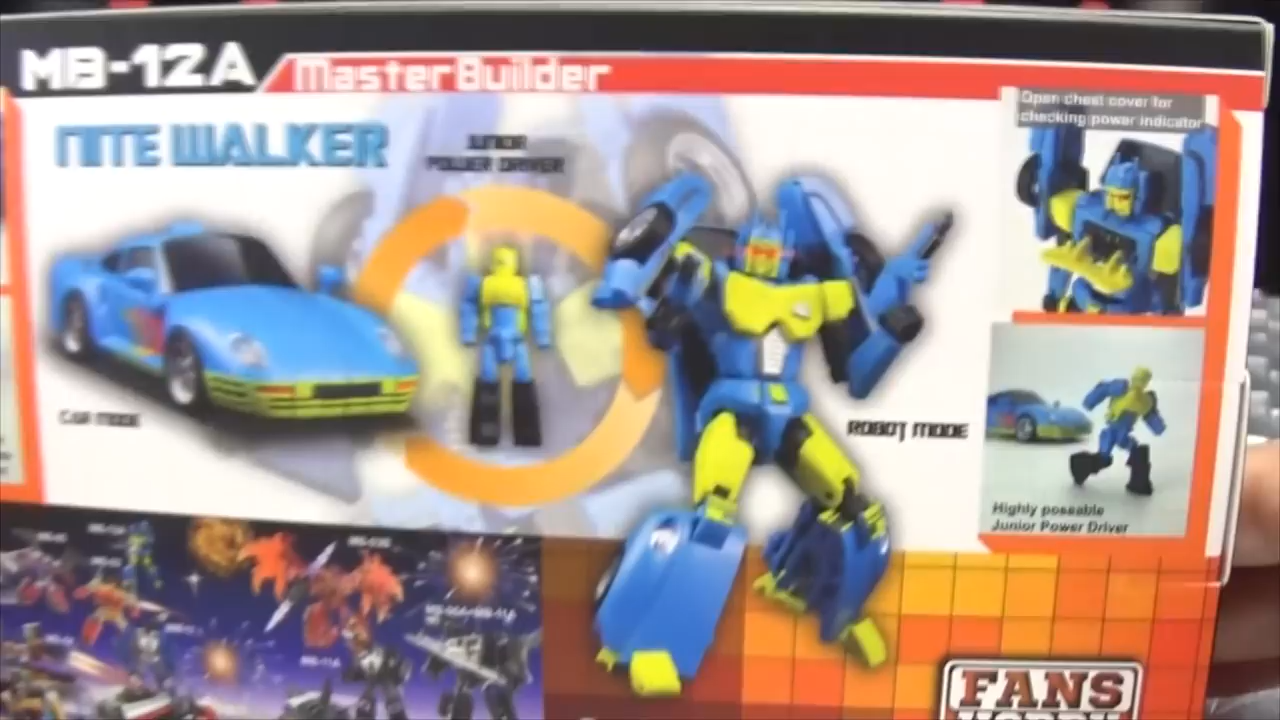 MB-12A
MasterBuilder
NITE WALKER
JUNIOR
POWER DRIVER
Open chest cover for
checking power indicator
CAR MODE
ROBOT MODE
Highly poseable
Junior Power Driver
FANS
HOBBY